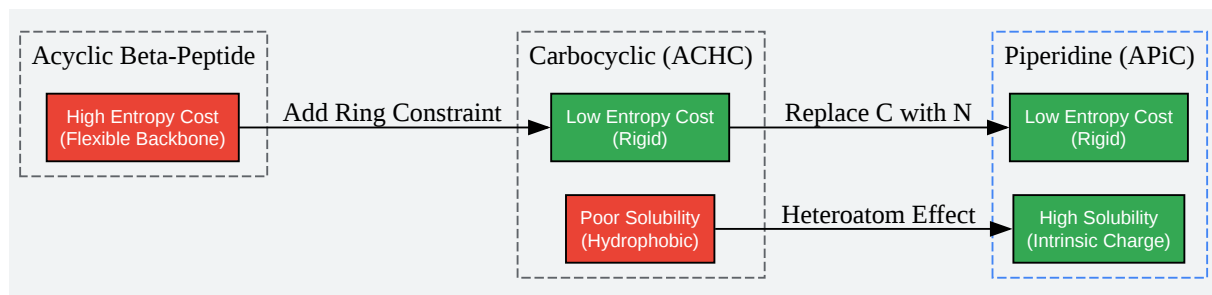 Acyclic Beta-Peptide
High Entropy Cost
(Flexible Backbone)
Add Ring Constraint
Carbocyclic (ACHC)
Low Entropy Cost
(Rigid)
Poor Solubility
(Hydrophobic)
Replace C with N
Heteroatom Effect
Piperidine (APiC)
Low Entropy Cost
(Rigid)
High Solubility
(Intrinsic Charge)